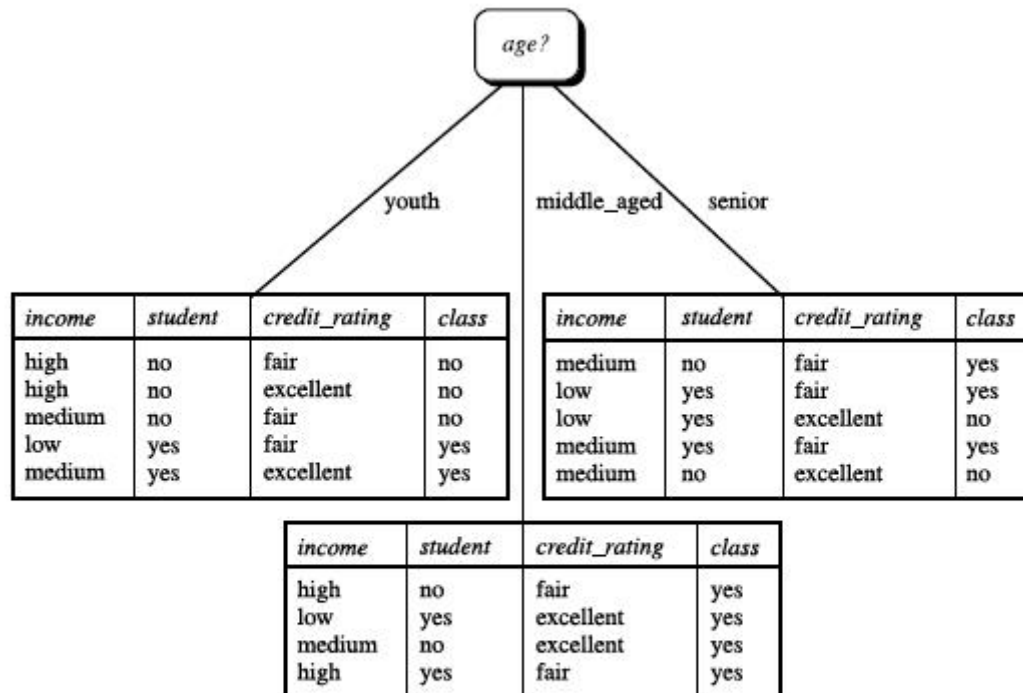 age?
youth middle_aged senior
income student credit_rating class
high no fair no
high no excellent no
medium no fair no
low yes fair yes
medium yes excellent yes
income student credit_rating class
medium no fair yes
low yes fair yes
low yes excellent no
medium yes fair yes
medium no excellent no
income student credit_rating class
high no fair yes
low yes excellent yes
medium no excellent yes
high yes fair yes